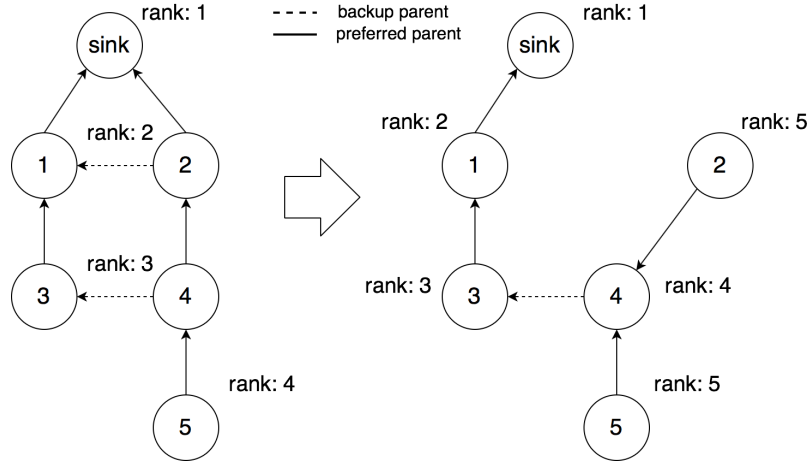 rank: 1
backup parent
preferred parent
rank: 1
sink
sink
rank: 2
1
2
rank: 2
1
rank: 5
2
rank: 3
3
4
rank: 3
3
4
rank: 4
rank: 4
5
rank: 5
5